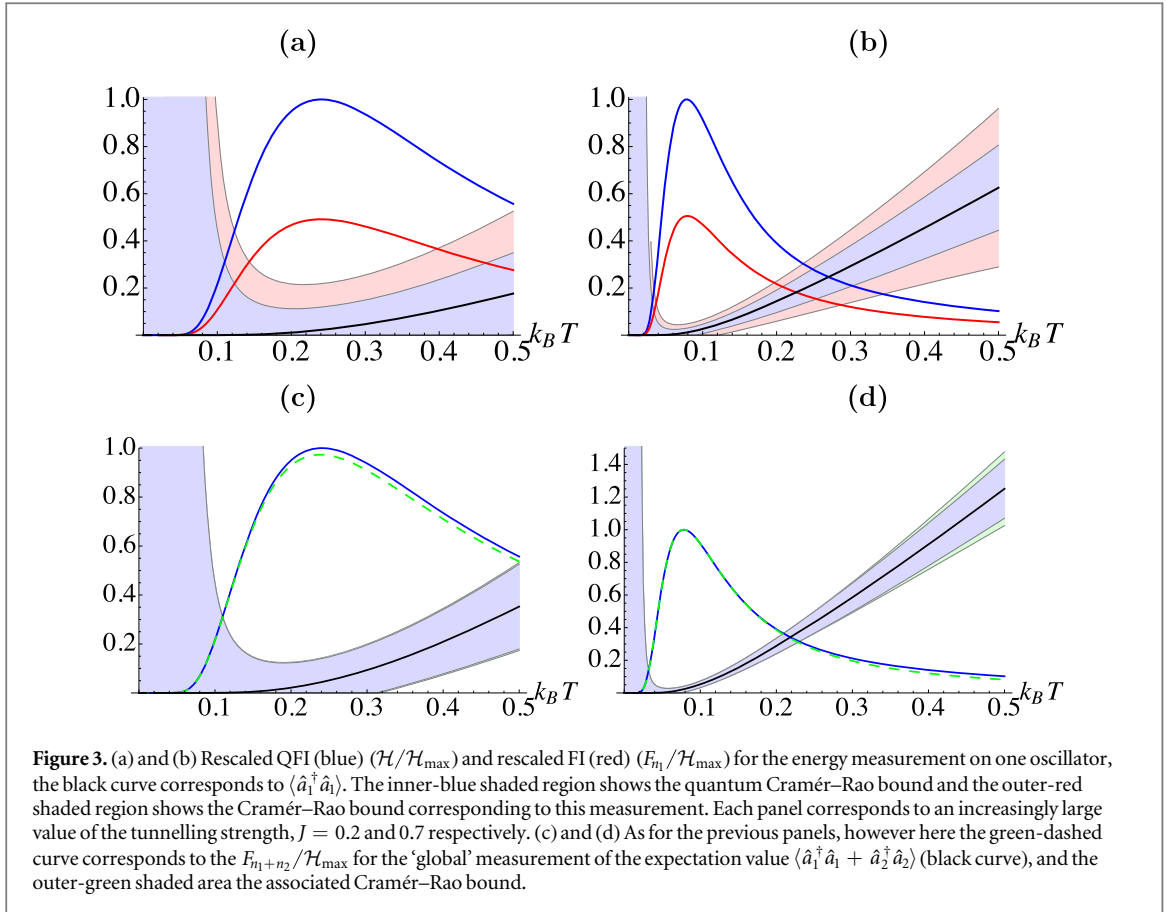 (a)
(b)
1.0
0.8
0.6
0.4
0.2
0.1 0.2 0.3 0.4 0.5
k_B T
1.0
0.8
0.6
0.4
0.2
0.1 0.2 0.3 0.4 0.5
k_B T
(c)
(d)
1.0
0.8
0.6
0.4
0.2
0.1 0.2 0.3 0.4 0.5
k_B T
1.4
1.2
1.0
0.8
0.6
0.4
0.2
0.1 0.2 0.3 0.4 0.5
k_B T
Figure 3. (a) and (b) Rescaled QFI (blue) (ℋ/ℋ_max) and rescaled FI (red) (F_{n_1}/ℋ_max) for the energy measurement on one oscillator,
the black curve corresponds to ⟨â_1^† â_1⟩. The inner-blue shaded region shows the quantum Cramér–Rao bound and the outer-red
shaded region shows the Cramér–Rao bound corresponding to this measurement. Each panel corresponds to an increasingly large
value of the tunnelling strength, J = 0.2 and 0.7 respectively. (c) and (d) As for the previous panels, however here the green-dashed
curve corresponds to the F_{n_1+n_2}/ℋ_max for the ‘global’ measurement of the expectation value ⟨â_1^† â_1 + â_2^† â_2⟩ (black curve), and the
outer-green shaded area the associated Cramér–Rao bound.